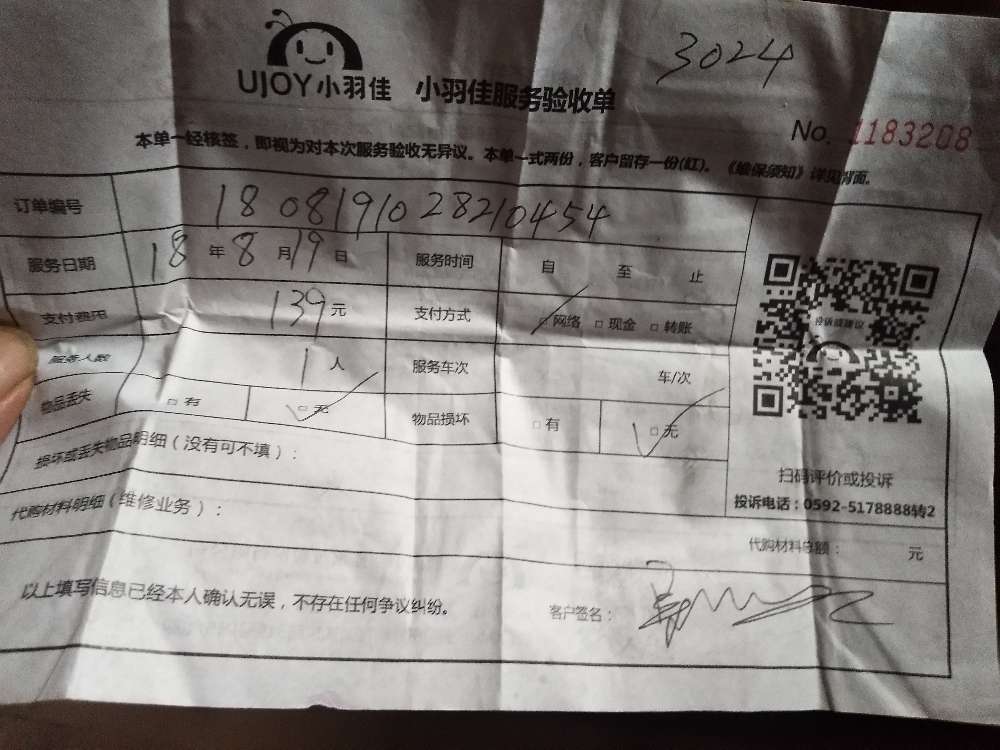 3024
UJOY小羽佳 小羽佳服务验收单
No. 1183208
本单一经核签，即视为对本次服务验收无异议。本单一式两份，客户留存一份(红)。《维保须知》详见背面。
订单编号 18 081910 28210454
服务日期 18 年 8 月 19 日 服务时间 自 至 止
支付费用 139 元 支付方式 □网络 □现金 □转账
投诉或建议
服务人数 1 人 服务车次 车/次
物品丢失 □有 □无 物品损坏 □有 □无
损坏或丢失物品明细（没有可不填）：
扫码评价或投诉
投诉电话：0592-5178888转2
代购材料明细（维修业务）：
代购材料总额： 元
以上填写信息已经本人确认无误，不存在任何争议纠纷。 客户签名：